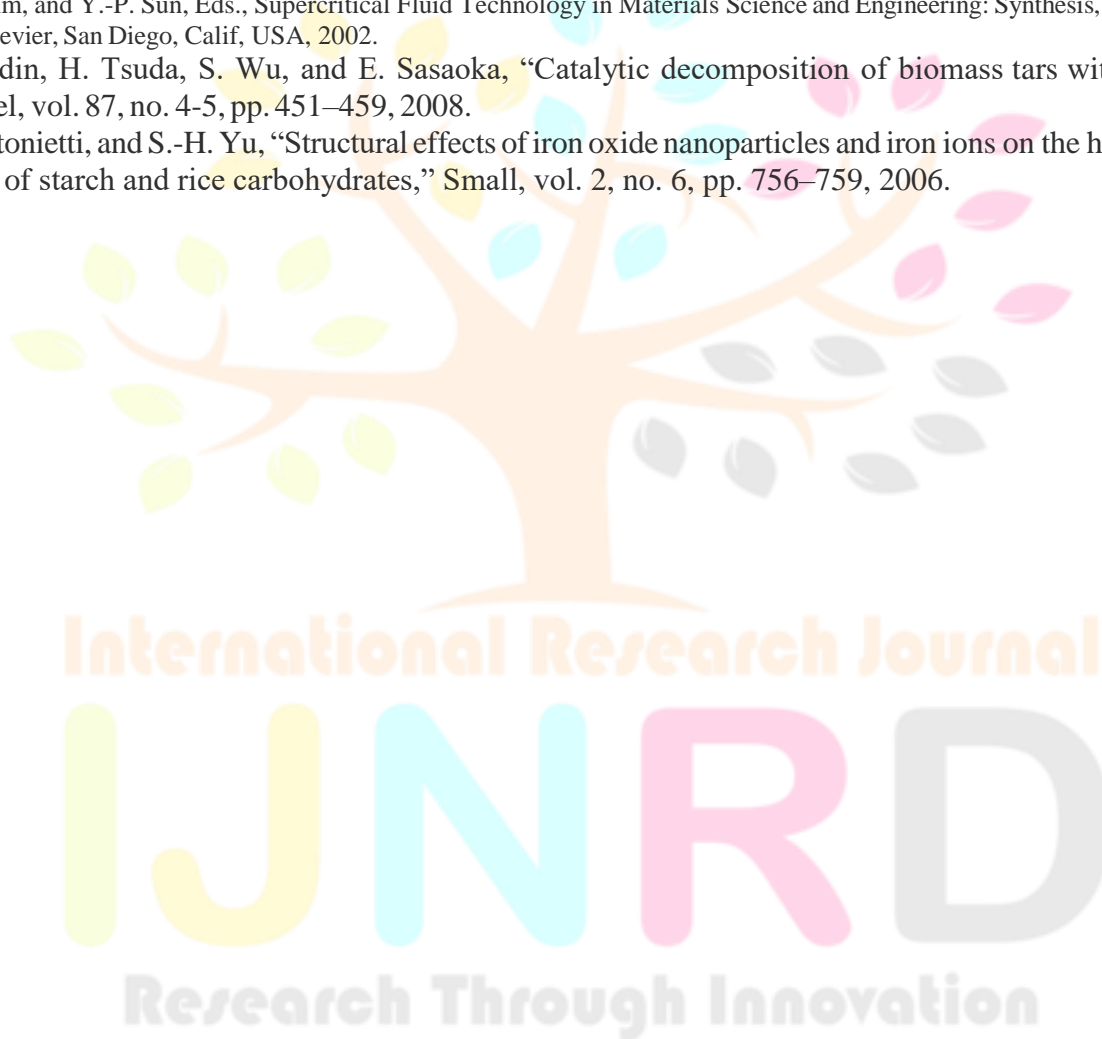 m, and Y.-P. Sun, Eds., Supercritical Fluid Technology in Materials Science and Engineering: Synthesis,
evier, San Diego, Calif, USA, 2002.
din, H. Tsuda, S. Wu, and E. Sasaoka, “Catalytic decomposition of biomass tars wit
el, vol. 87, no. 4-5, pp. 451–459, 2008.
tonietti, and S.-H. Yu, “Structural effects of iron oxide nanoparticles and iron ions on the h
of starch and rice carbohydrates,” Small, vol. 2, no. 6, pp. 756–759, 2006.
International Research Journal
IJNRD
Research Through Innovation